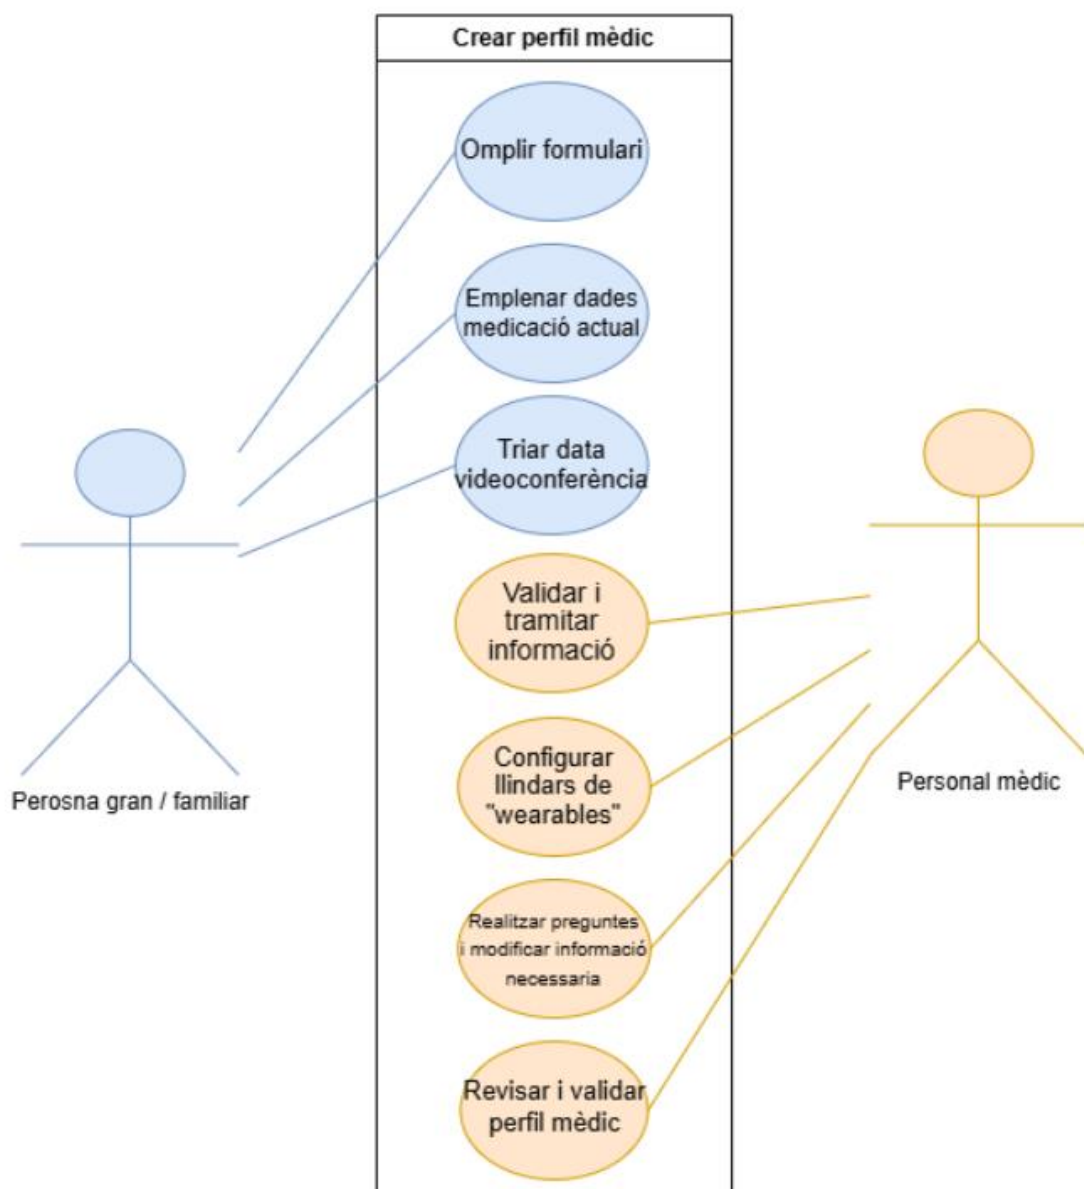 Crear perfil mèdic
Omplir formulari
Emplenar dades
medicació actual
Triar data
videoconferència
Validar i
tramitar
informació
Configurar
llindars de
"wearables"
Perosna gran / familiar
Personal mèdic
Realitzar preguntes
i modificar informació
necessaria
Revisar i validar
perfil mèdic